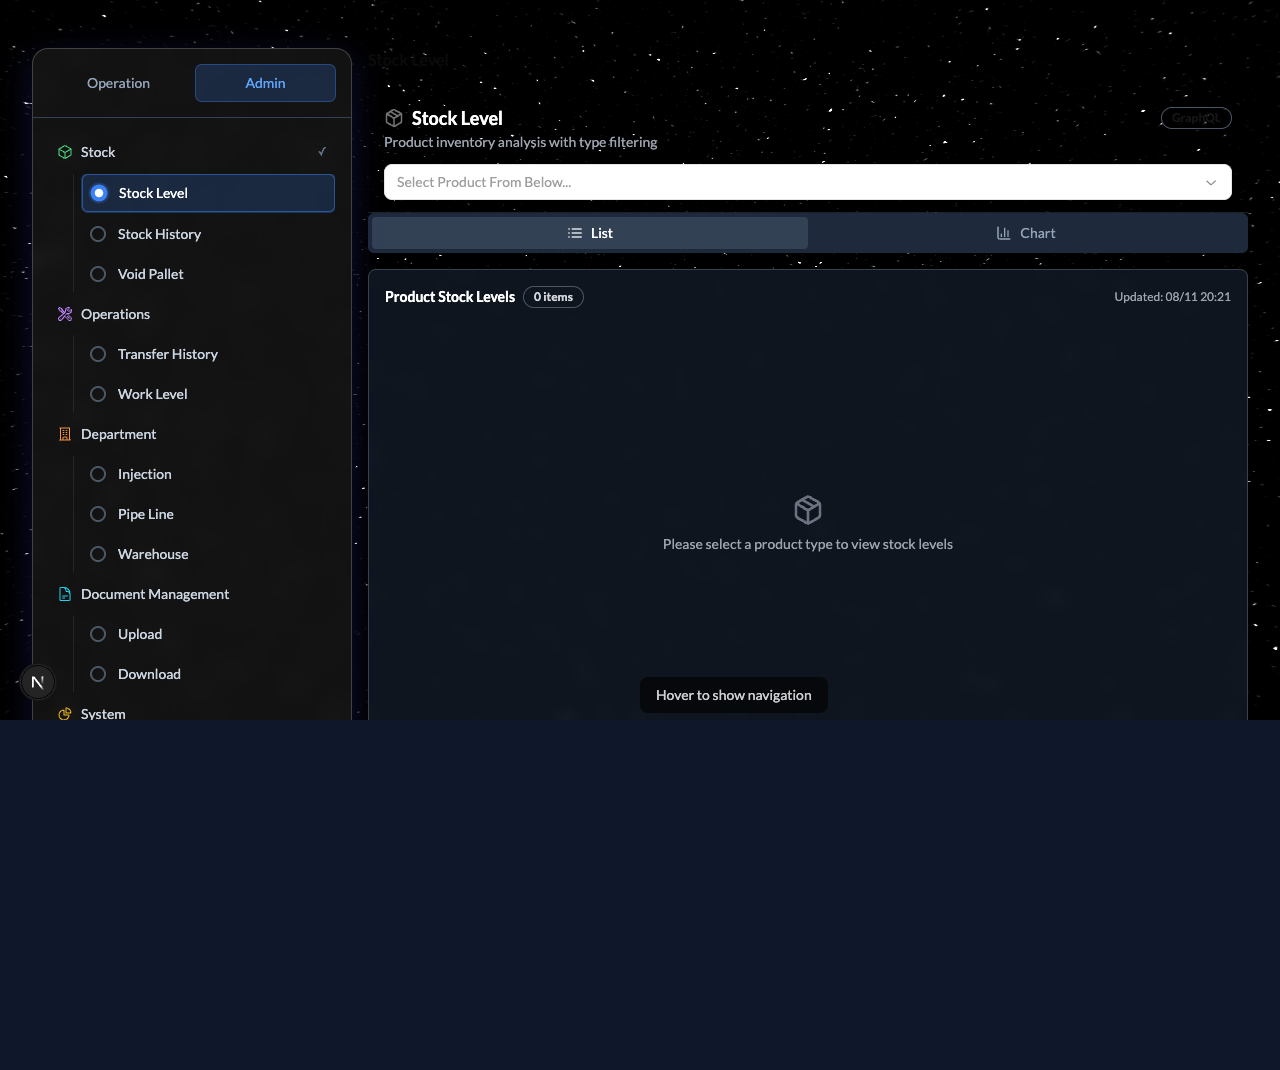 Operation
Admin
Stock
Stock Level
Stock History
Void Pallet
Operations
Transfer History
Work Level
Department
Injection
Pipe Line
Warehouse
Document Management
Upload
Download
System
N
Stock Level
Stock Level
GraphQL
Product inventory analysis with type filtering
Select Product From Below...
List
Chart
Product Stock Levels
0 items
Updated: 08/11 20:21
Please select a product type to view stock levels
Hover to show navigation